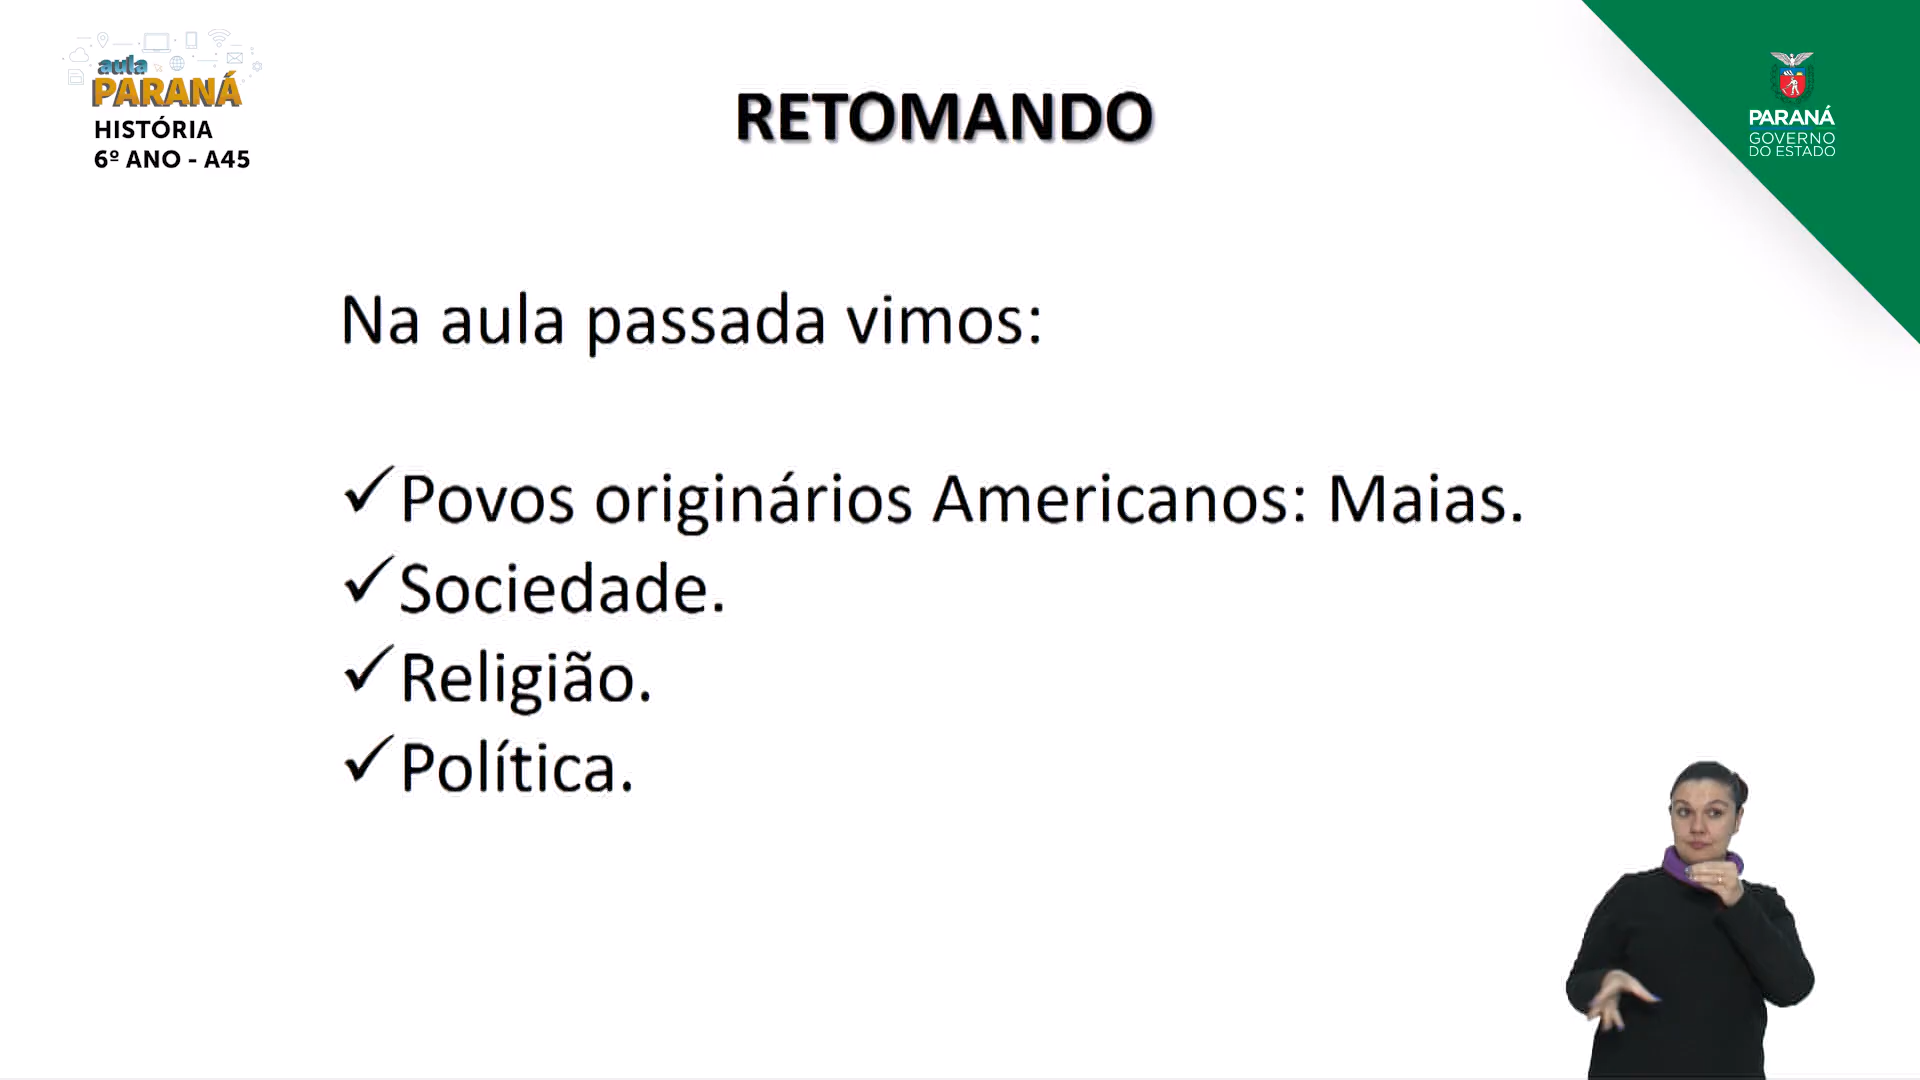 aula
PARANÁ
HISTÓRIA
6º ANO - A45
RETOMANDO
PARANÁ
GOVERNO
DO ESTADO
Na aula passada vimos:
✓Povos originários Americanos: Maias.
✓Sociedade.
✓Religião.
✓Política.